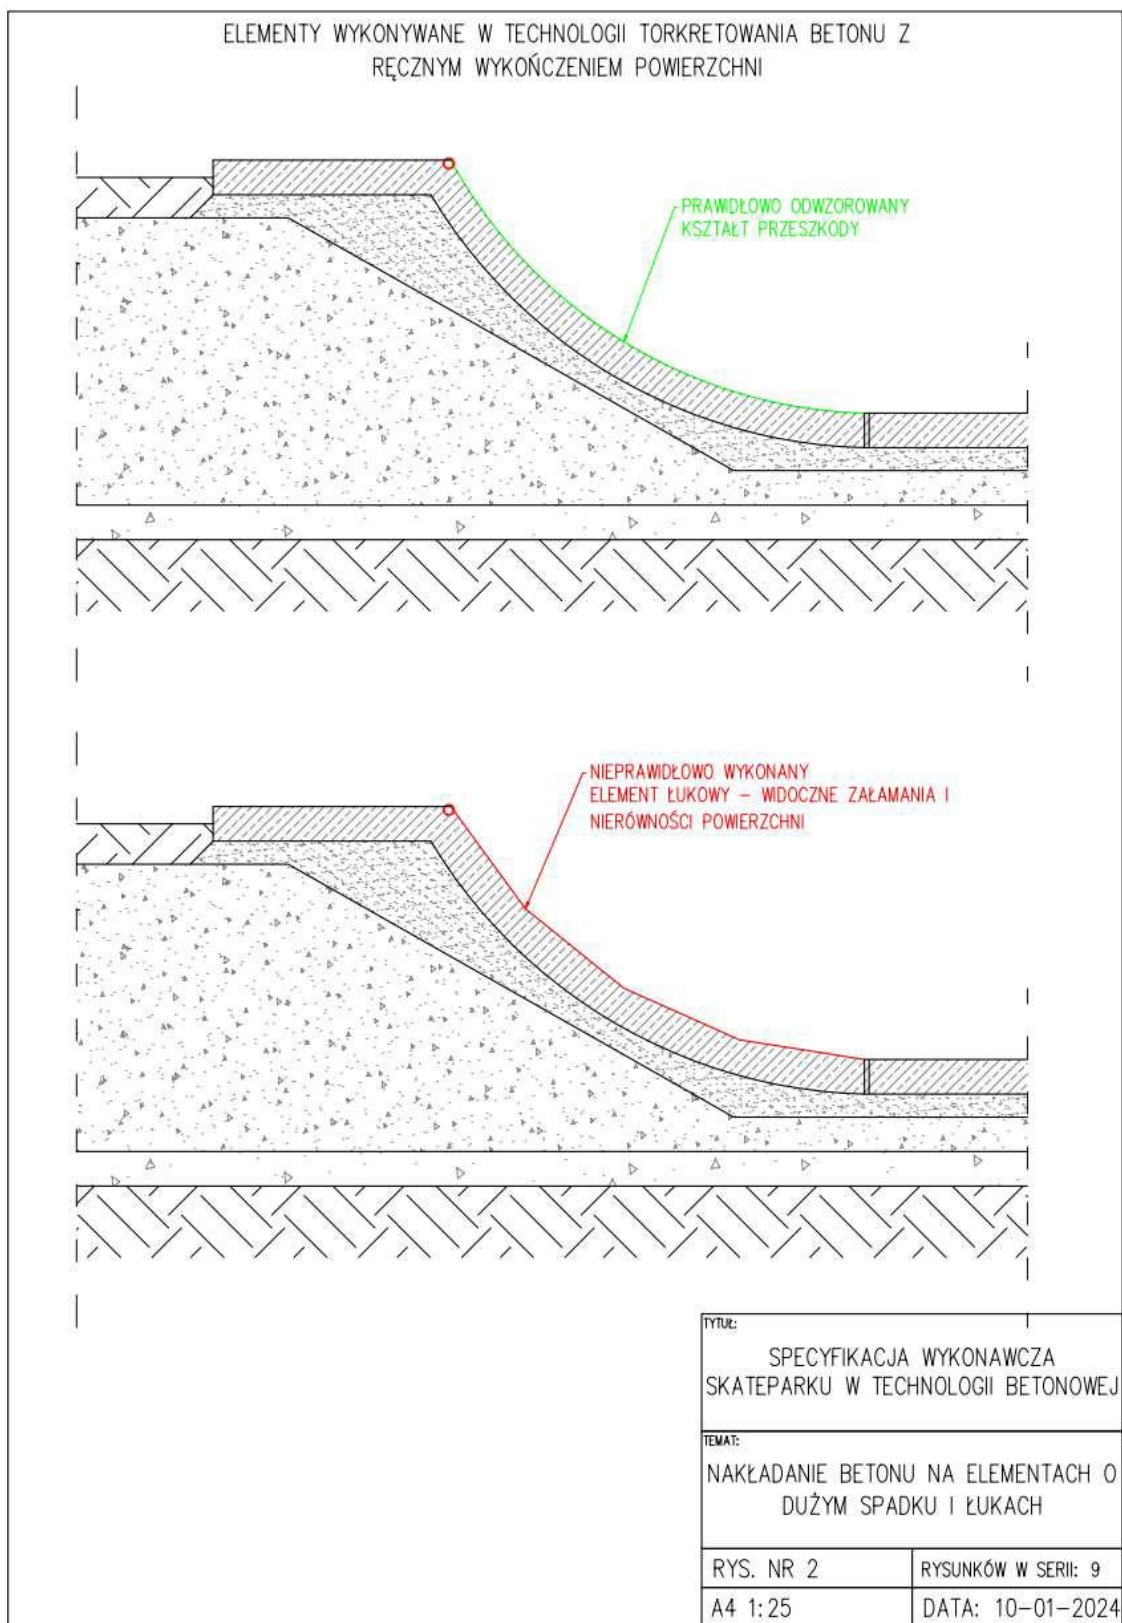 ELEMENTY WYKONYWANE W TECHNOLOGII TORKRETOWANIA BETONU Z
RĘCZNYM WYKOŃCZENIEM POWIERZCHNI
PRAWIDŁOWO ODWZOROWANY
KSZTAŁT PRZESZKODY
NIEPRAWIDŁOWO WYKONANY
ELEMENT ŁUKOWY – WIDOCZNE ZAŁAMANIA I
NIERÓWNOŚCI POWIERZCHNI
TYTUŁ:
SPECYFIKACJA WYKONAWCZA
SKATEPARKU W TECHNOLOGII BETONOWEJ
TEMAT:
NAKŁADANIE BETONU NA ELEMENTACH O
DUŻYM SPADKU I ŁUKACH
RYS. NR 2
RYSUNKÓW W SERII: 9
A4 1:25
DATA: 10-01-2024